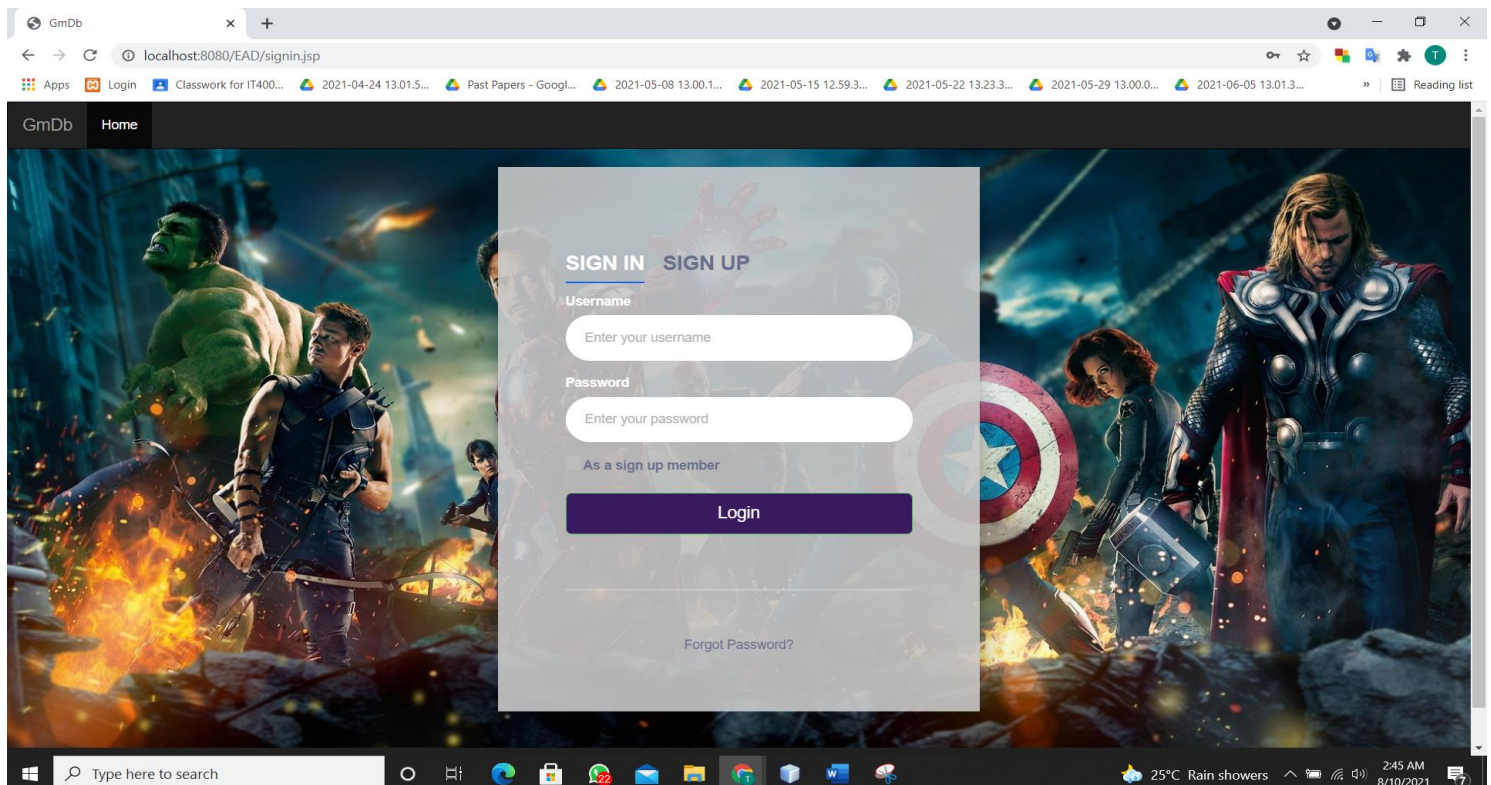 GmDb
localhost:8080/EAD/signin.jsp
T
Apps Login Classwork for IT400... 2021-04-24 13.01.5... Past Papers - Googl... 2021-05-08 13.00.1... 2021-05-15 12.59.3... 2021-05-22 13.23.3... 2021-05-29 13.00.0... 2021-06-05 13.01.3... » Reading list
GmDb Home
SIGN IN SIGN UP
Username
Enter your username
Password
Enter your password
As a sign up member
Login
Forgot Password?
Type here to search 22 25°C Rain showers 2:45 AM
8/10/2021 7